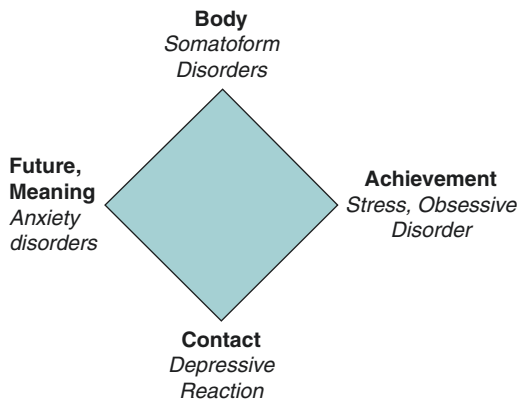 Body
Somatoform
Disorders
Future,
Meaning
Anxiety
disorders
Achievement
Stress, Obsessive
Disorder
Contact
Depressive
Reaction